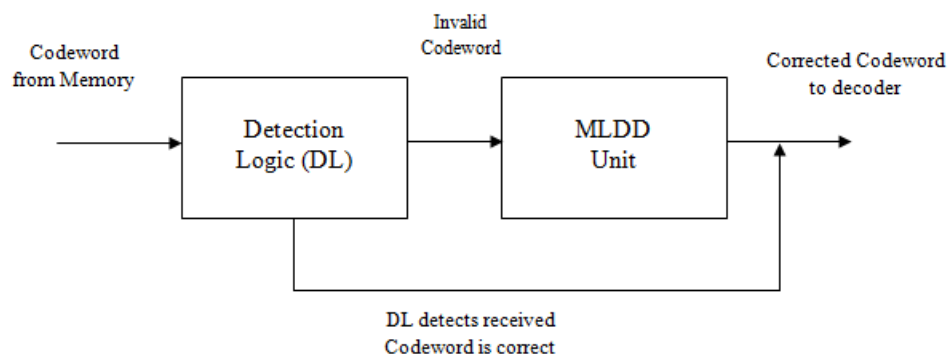 Invalid
Codeword
Codeword
from Memory
Corrected Codeword
to decoder
Detection
Logic (DL)
MLDD
Unit
DL detects received
Codeword is correct